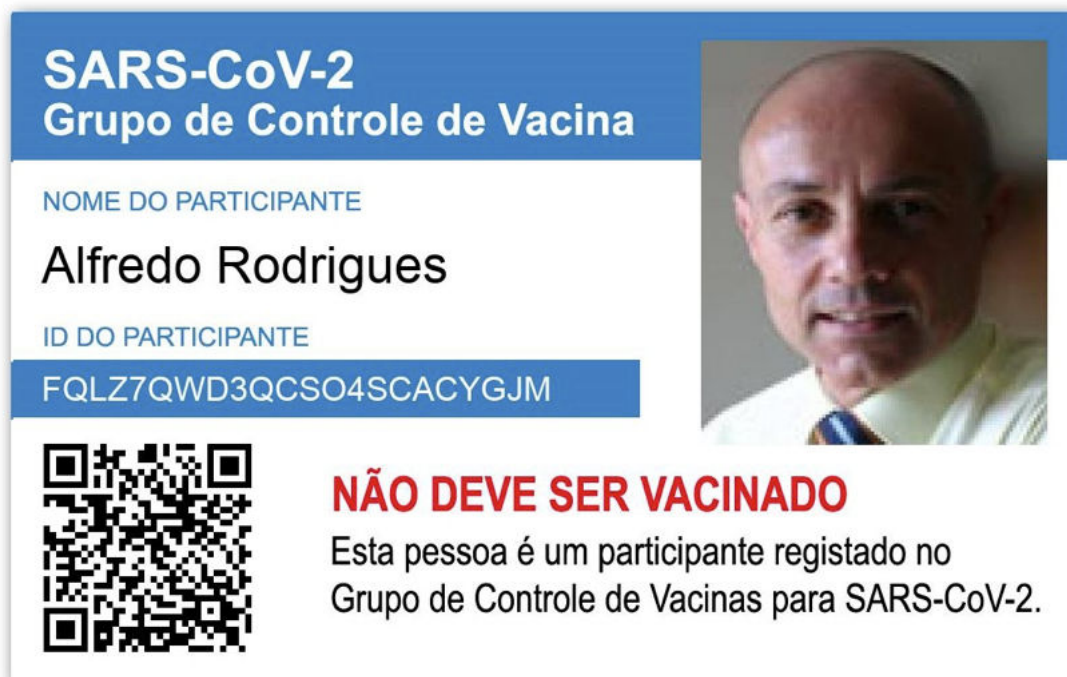 SARS-CoV-2
Grupo de Controle de Vacina
NOME DO PARTICIPANTE
Alfredo Rodrigues
ID DO PARTICIPANTE
FQLZ7QWD3QCSO4SCACYGJM
NÃO DEVE SER VACINADO
Esta pessoa é um participante registado no
Grupo de Controle de Vacinas para SARS-CoV-2.